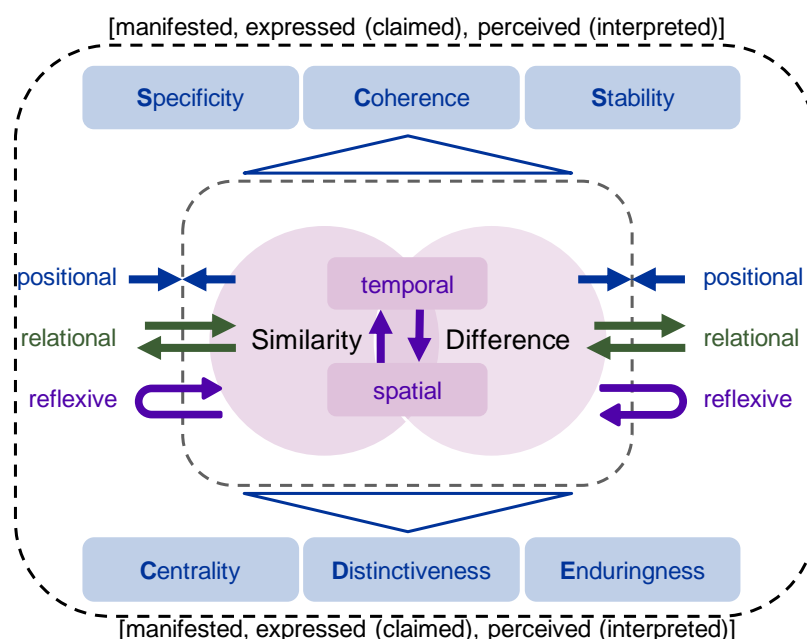 [manifested, expressed (claimed), perceived (interpreted)]
Specificity
Coherence
Stability
positional
temporal
positional
relational
Similarity
Difference
relational
reflexive
spatial
reflexive
Centrality
Distinctiveness
Enduringness
[manifested, expressed (claimed), perceived (interpreted)]